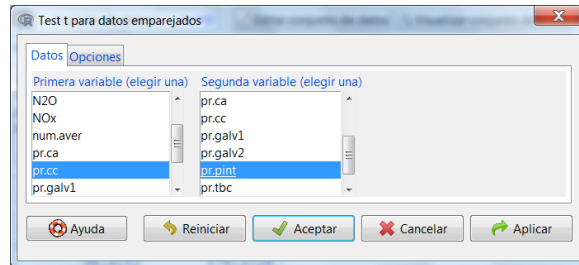 Test t para datos emparejados
Datos Opciones
Primera variable (elegir una) Segunda variable (elegir una)
N2O pr.ca
NOx pr.cc
num.aver pr.galv1
pr.ca pr.galv2
pr.cc pr.pint
pr.galv1 pr.tbc
Ayuda Reiniciar Aceptar Cancelar Aplicar